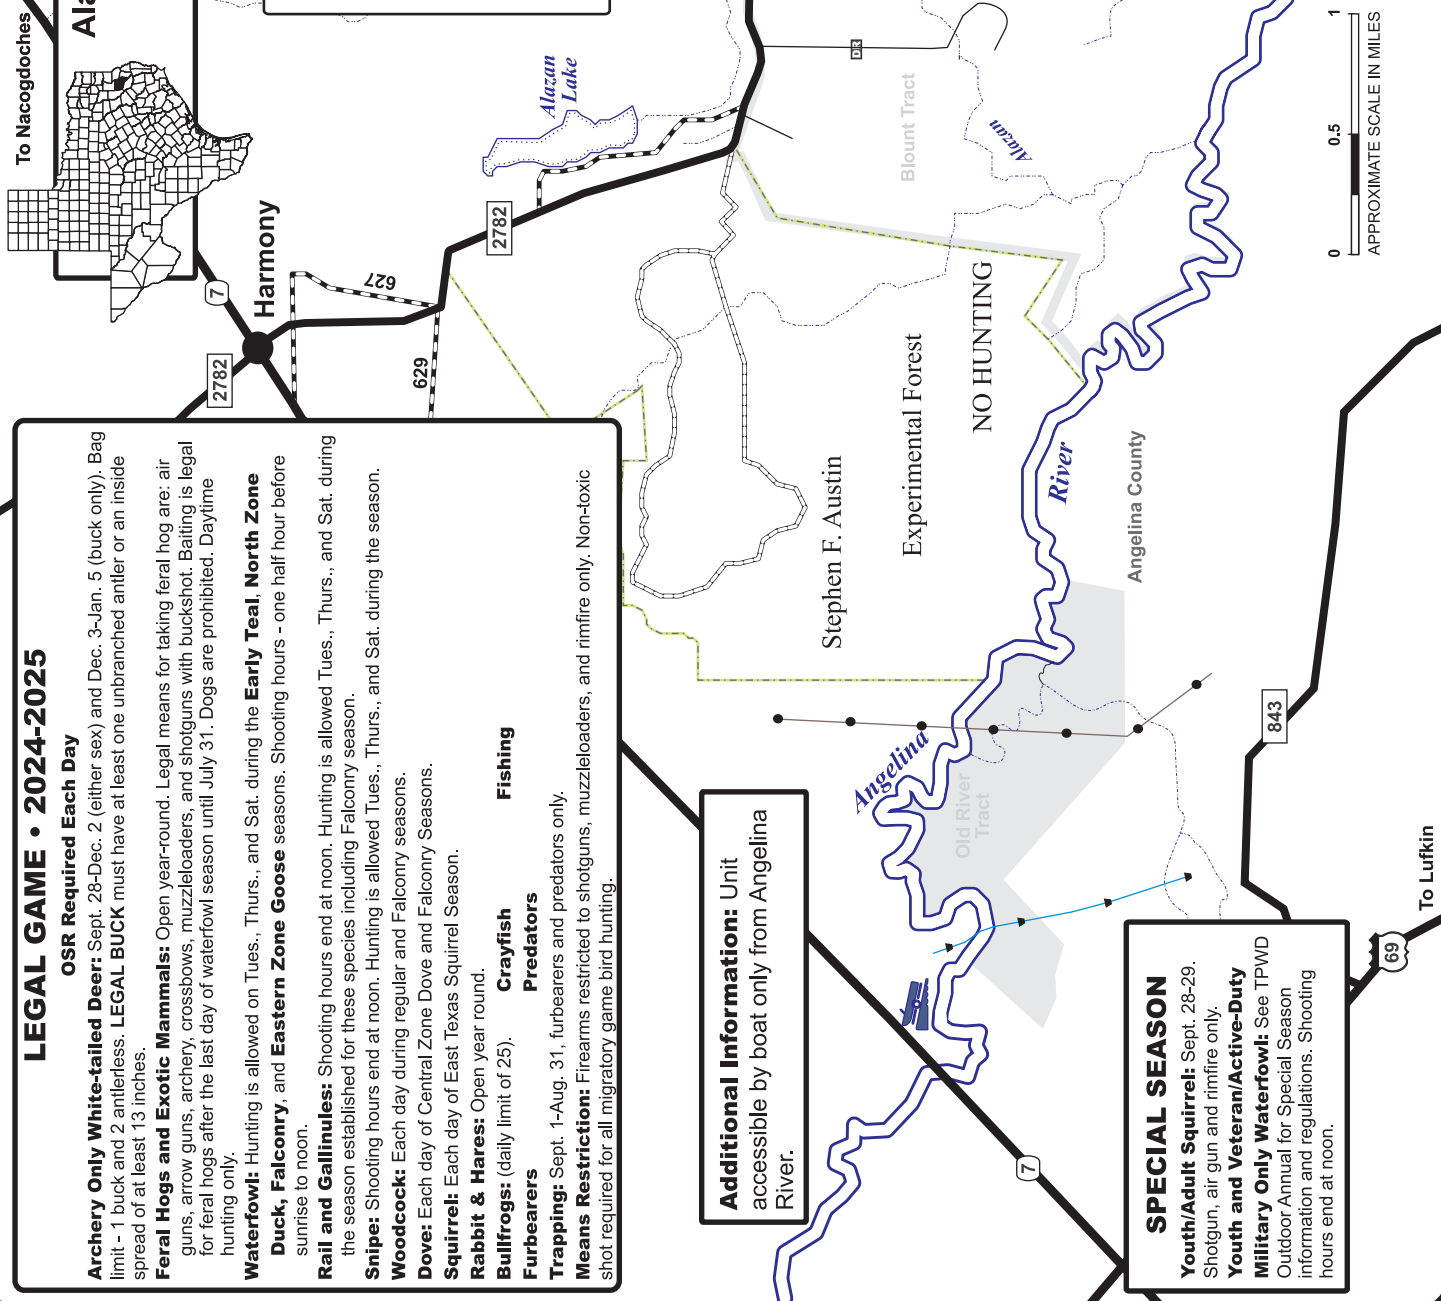 LEGAL GAME • 2024-2025
OSR Required Each Day
Archery Only White-tailed Deer: Sept. 28-Dec. 2 (either sex) and Dec. 3-Jan. 5 (buck only). Bag
limit - 1 buck and 2 antlerless. LEGAL BUCK must have at least one unbranched antler or an inside
spread of at least 13 inches.
Feral Hogs and Exotic Mammals: Open year-round. Legal means for taking feral hog are: air
guns, arrow guns, archery, crossbows, muzzleloaders, and shotguns with buckshot. Baiting is legal
for feral hogs after the last day of waterfowl season until July 31. Dogs are prohibited. Daytime
hunting only.
Waterfowl: Hunting is allowed on Tues., Thurs., and Sat. during the Early Teal, North Zone
Duck, Falconry, and Eastern Zone Goose seasons. Shooting hours - one half hour before
sunrise to noon.
Rail and Gallinules: Shooting hours end at noon. Hunting is allowed Tues., Thurs., and Sat. during
the season established for these species including Falconry season.
Snipe: Shooting hours end at noon. Hunting is allowed Tues., Thurs., and Sat. during the season.
Woodcock: Each day during regular and Falconry seasons.
Dove: Each day of Central Zone Dove and Falconry Seasons.
Squirrel: Each day of East Texas Squirrel Season.
Rabbit & Hares: Open year round.
Bullfrogs: (daily limit of 25). Crayfish Fishing
Furbearers Predators
Trapping: Sept. 1-Aug. 31, furbearers and predators only.
Means Restriction: Firearms restricted to shotguns, muzzleloaders, and rimfire only. Non-toxic
shot required for all migratory game bird hunting.
Additional Information: Unit
accessible by boat only from Angelina
River.
SPECIAL SEASON
Youth/Adult Squirrel: Sept. 28-29.
Shotgun, air gun and rimfire only.
Youth and Veteran/Active-Duty
Military Only Waterfowl: See TPWD
Outdoor Annual for Special Season
information and regulations. Shooting
hours end at noon.
To Nacogdoches
Ala
7
Harmony
2782
627
629
2782
Alazan
Lake
DR
Blount Tract
Alazan
Stephen F. Austin
Experimental Forest
NO HUNTING
River
Angelina County
Angelina
Old River
Tract
843
To Lufkin
69
7
0 0.5 1
APPROXIMATE SCALE IN MILES